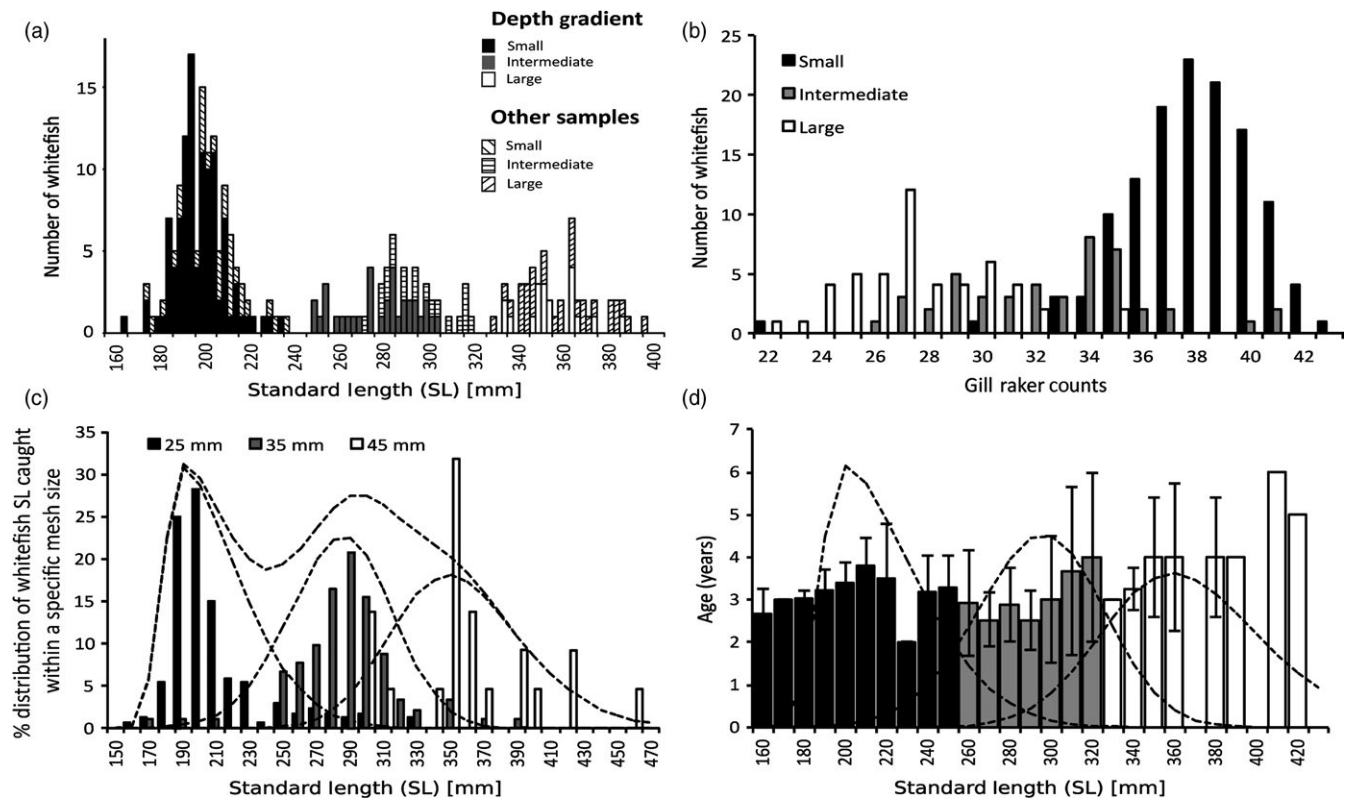 (a)
Depth gradient
Small
Intermediate
Large
Other samples
Small
Intermediate
Large
Number of whitefish
15
10
5
0
160
180
200
220
240
260
280
300
320
340
360
380
400
Standard length (SL) [mm]
(b)
Small
Intermediate
Large
Number of whitefish
25
20
15
10
5
0
22 24 26 28 30 32 34 36 38 40 42
Gill raker counts
(c)
25 mm 35 mm 45 mm
% distribution of whitefish SL caught
within a specific mesh size
35
30
25
20
15
10
5
0
150
170
190
210
230
250
270
290
310
330
350
370
390
410
430
450
470
Standard length (SL) [mm]
(d)
Age (years)
7
6
5
4
3
2
1
0
160
180
200
220
240
260
280
300
320
340
360
380
400
420
Standard length (SL) [mm]